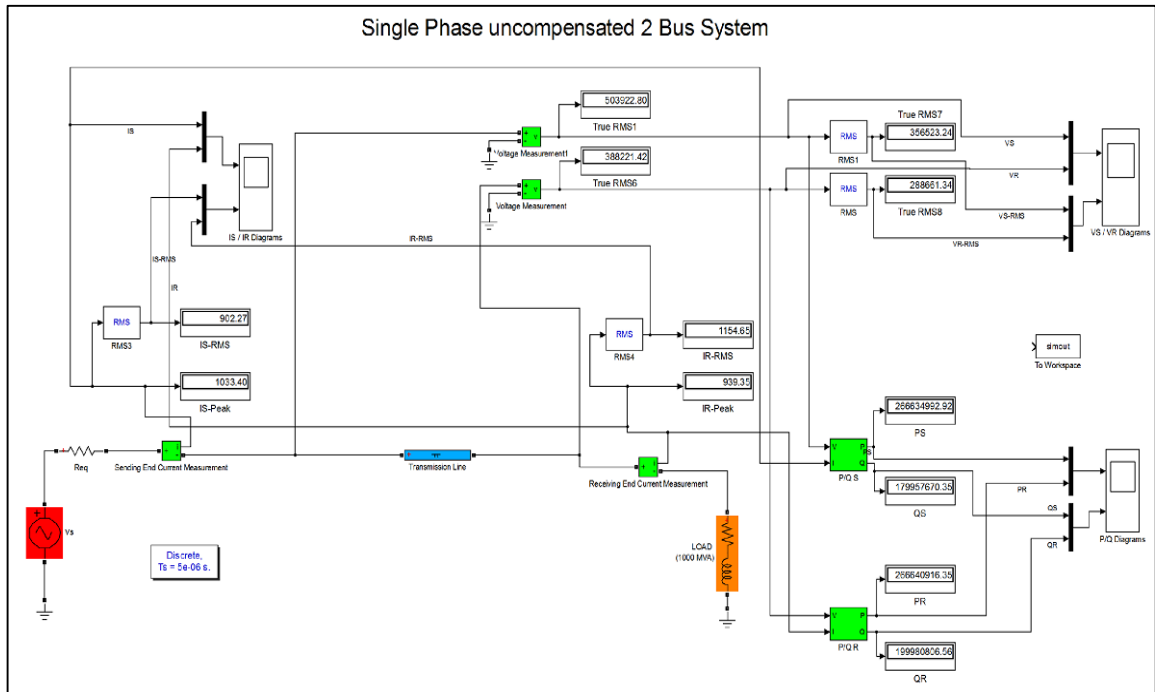 Single Phase uncompensated 2 Bus System
503922.80
True RMS1
Voltage Measurement1
388221.42
True RMS6
Voltage Measurement
True RMS7
RMS
356523.24
RMS1
RMS
288661.34
RMS
True RMS8
VS
VR
VS-RMS
VR-RMS
VS / VR Diagrams
IS
IS / IR Diagrams
IR-RMS
IS-RMS
IR
RMS
902.27
RMS3
IS-RMS
1033.40
IS-Peak
RMS
1154.65
RMS4
IR-RMS
939.35
IR-Peak
simout
To Workspace
Req
Sending End Current Measurement
Transmission Line
Receiving End Current Measurement
Vs
Discrete,
Ts = 5e-06 s.
LOAD
(1000 MVA)
266634992.92
PS
V
I
P
Q
PS
P/Q S
179957670.35
QS
PR
QS
QR
P/Q Diagrams
266640916.35
PR
V
I
P
Q
P/Q R
199980806.56
QR